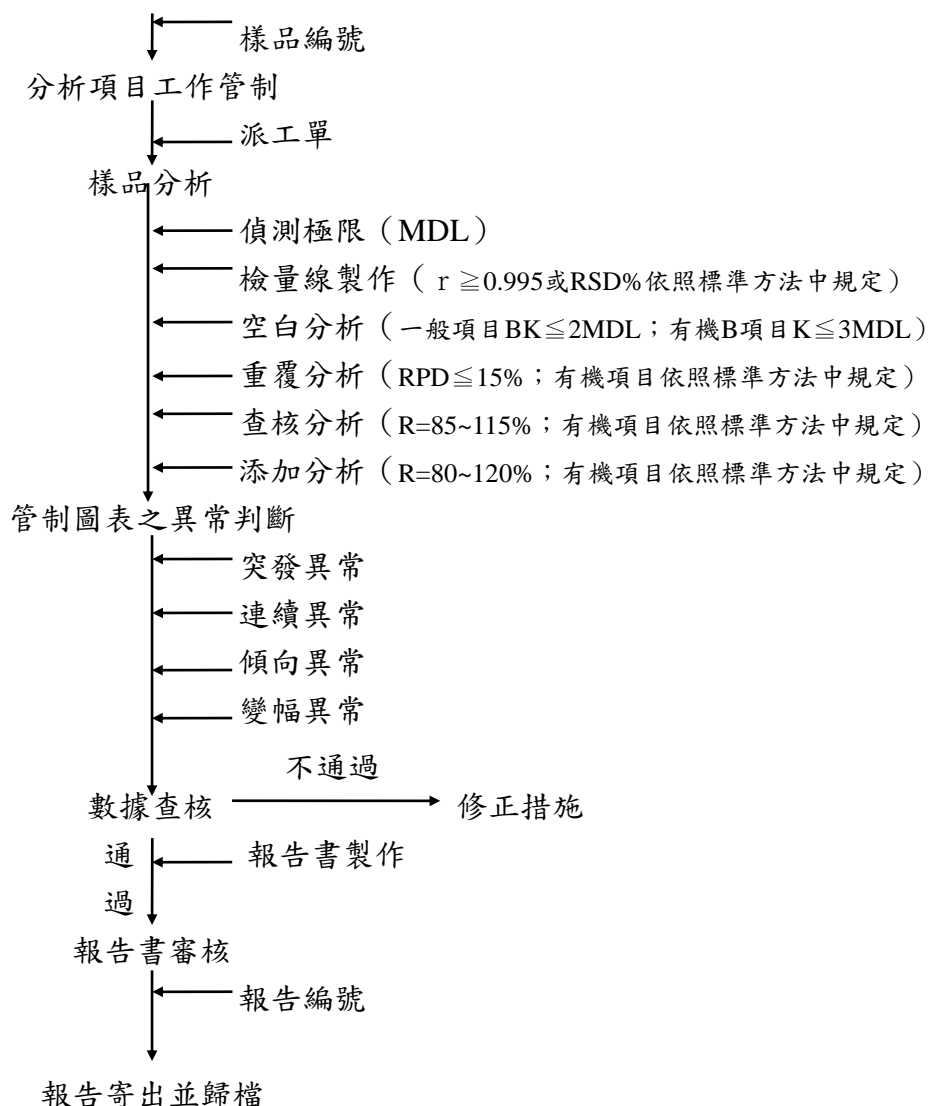 樣品編號
分析項目工作管制
派工單
樣品分析
偵測極限（MDL）
檢量線製作（ｒ≧0.995或RSD%依照標準方法中規定）
空白分析（一般項目BK≦2MDL；有機B項目K≦3MDL）
重覆分析（RPD≦15%；有機項目依照標準方法中規定）
查核分析（R=85~115%；有機項目依照標準方法中規定）
添加分析（R=80~120%；有機項目依照標準方法中規定）
管制圖表之異常判斷
突發異常
連續異常
傾向異常
變幅異常
不通過
數據查核 修正措施
通 報告書製作
過
報告書審核
報告編號
報告寄出並歸檔